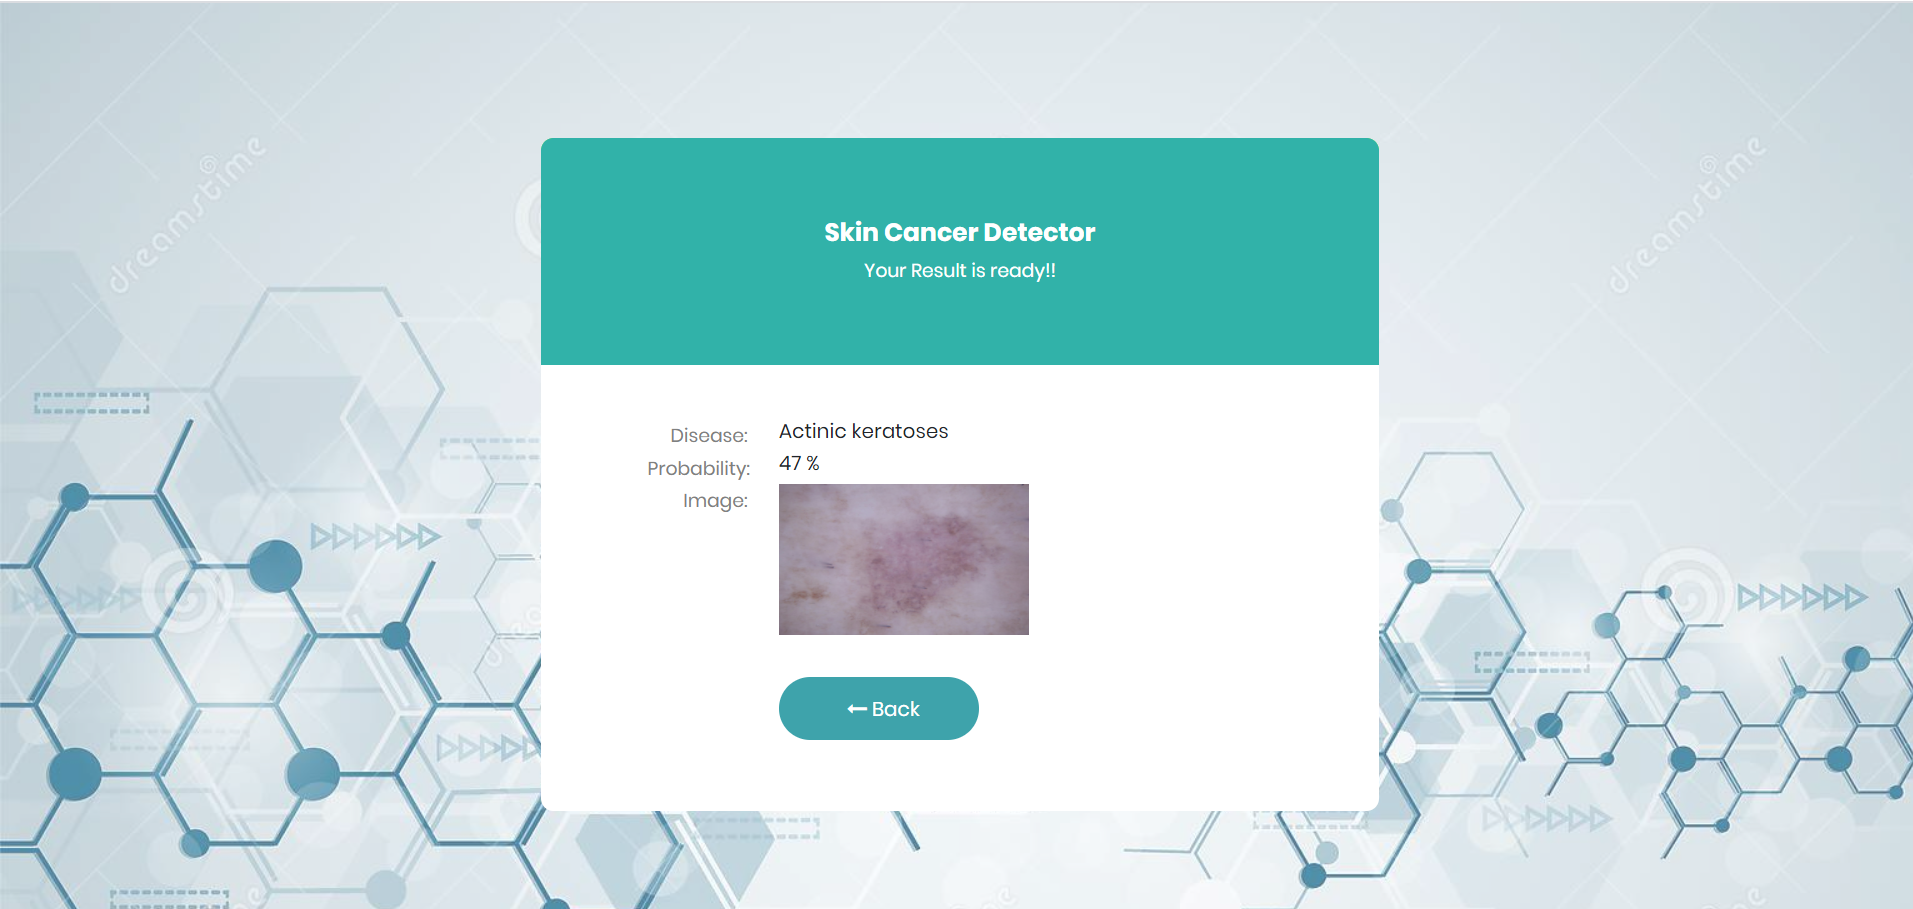 dreamstime
dreamstime
Skin Cancer Detector
Your Result is ready!!
Disease: Actinic keratoses
Probability: 47 %
Image:
Back